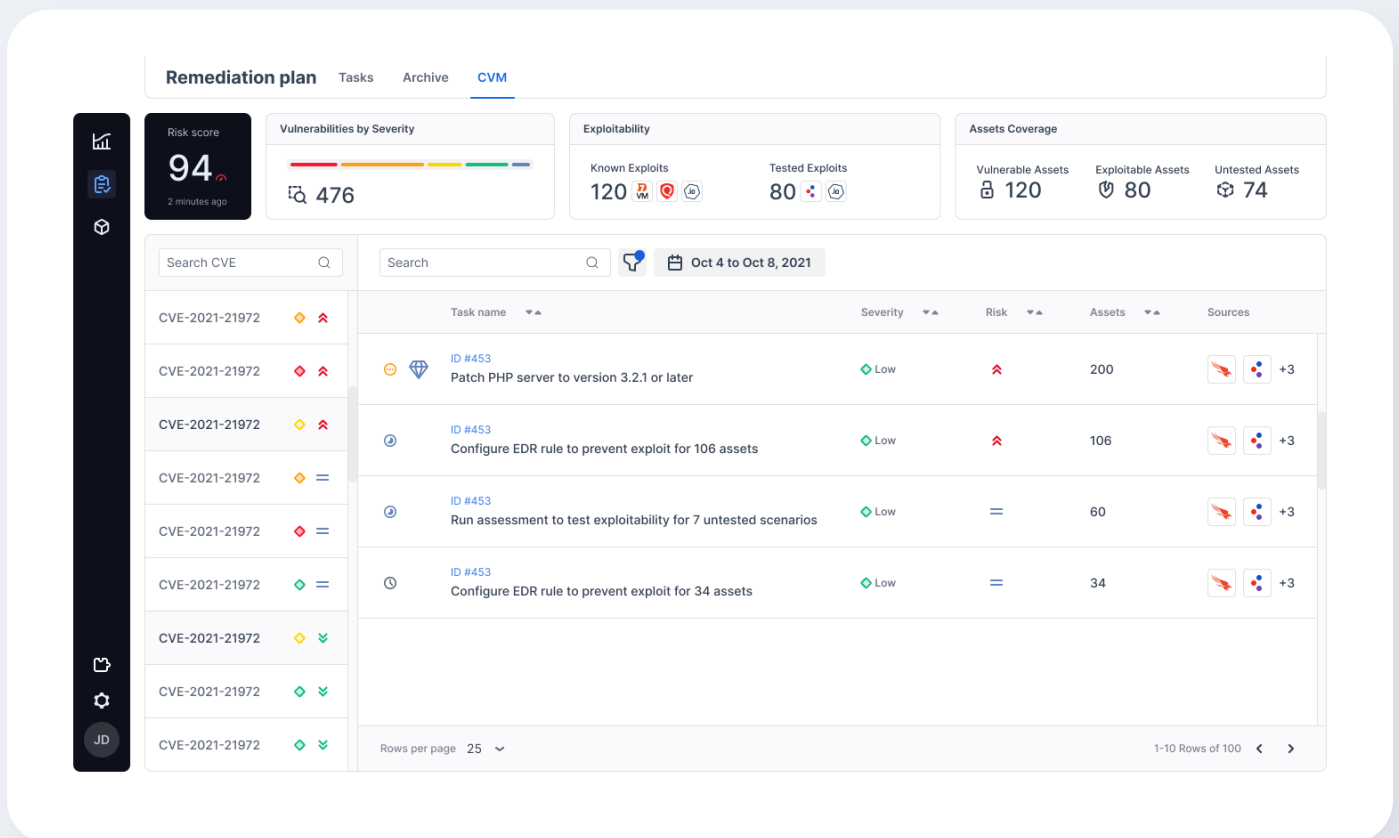 Remediation plan Tasks Archive CVM
Risk score
94
2 minutes ago
Vulnerabilities by Severity
476
Exploitability
Known Exploits
120 VM .io
Tested Exploits
80 .io
Assets Coverage
Vulnerable Assets
120
Exploitable Assets
80
Untested Assets
74
Search CVE
CVE-2021-21972
CVE-2021-21972
CVE-2021-21972
CVE-2021-21972
CVE-2021-21972
CVE-2021-21972
CVE-2021-21972
CVE-2021-21972
CVE-2021-21972
Search
Oct 4 to Oct 8, 2021
Task name Severity Risk Assets Sources
ID #453
Patch PHP server to version 3.2.1 or later Low 200 +3
ID #453
Configure EDR rule to prevent exploit for 106 assets Low 106 +3
ID #453
Run assessment to test exploitability for 7 untested scenarios Low 60 +3
ID #453
Configure EDR rule to prevent exploit for 34 assets Low 34 +3
Rows per page 25
1-10 Rows of 100
JD